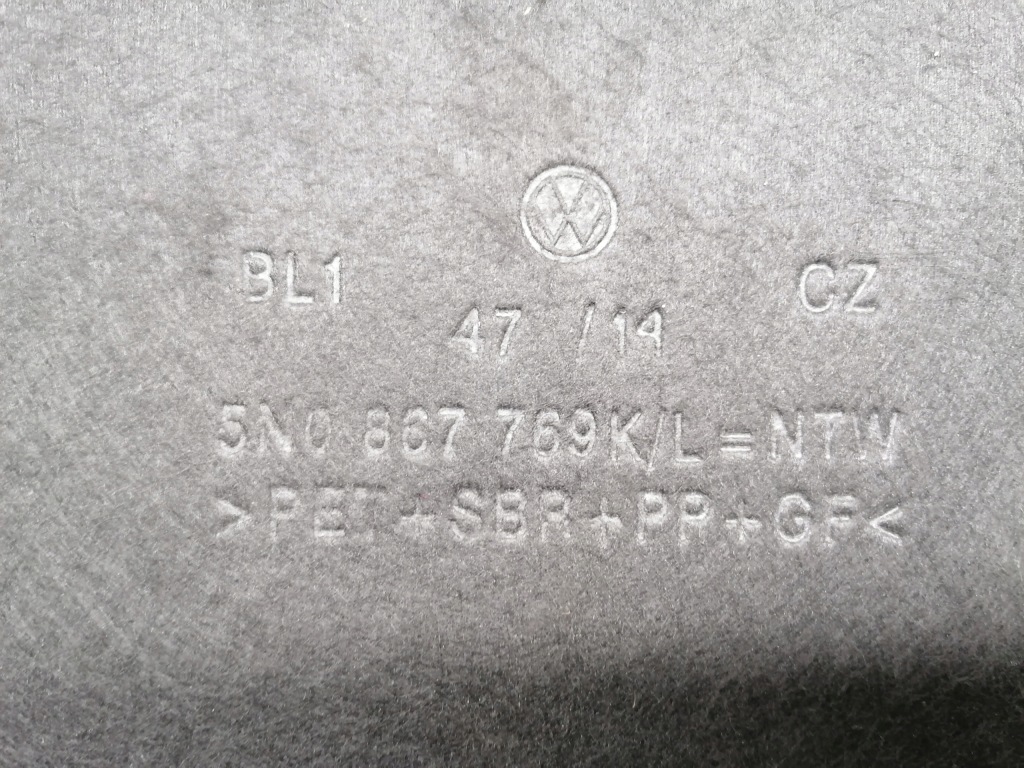 BL1
CZ
47 /14
5N0 867 769K/L=NTW
>PET+SBR+PP+GF<